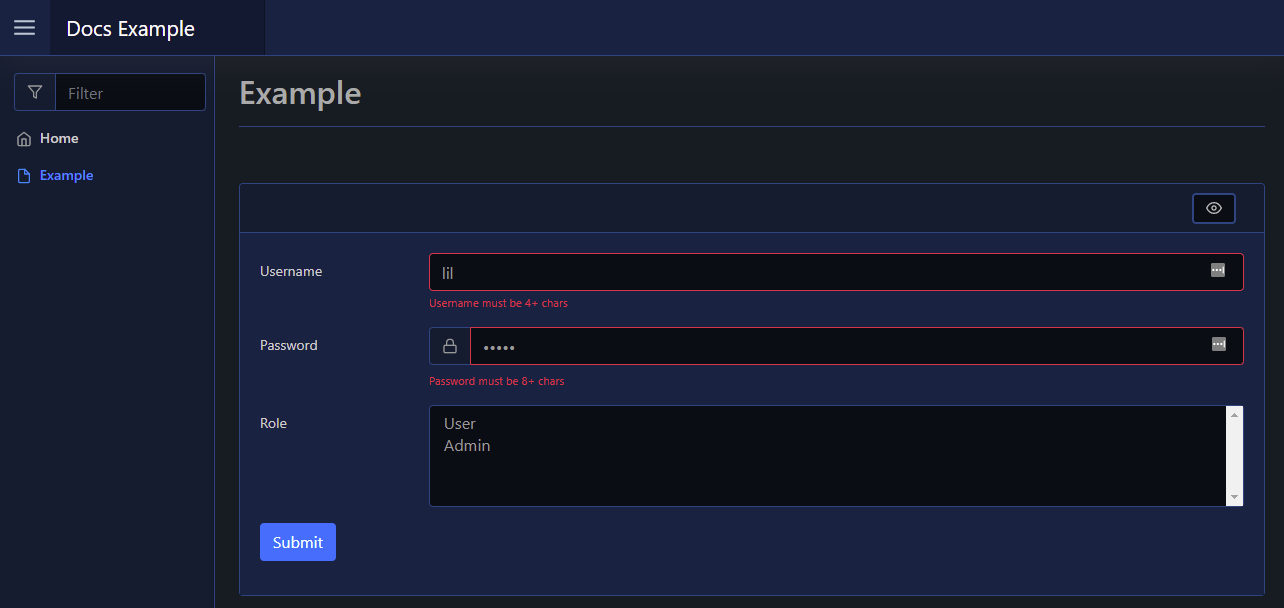 Docs Example
Filter
Home
Example
Example
Username
lil
Username must be 4+ chars
Password
•••••
Password must be 8+ chars
Role
User
Admin
Submit